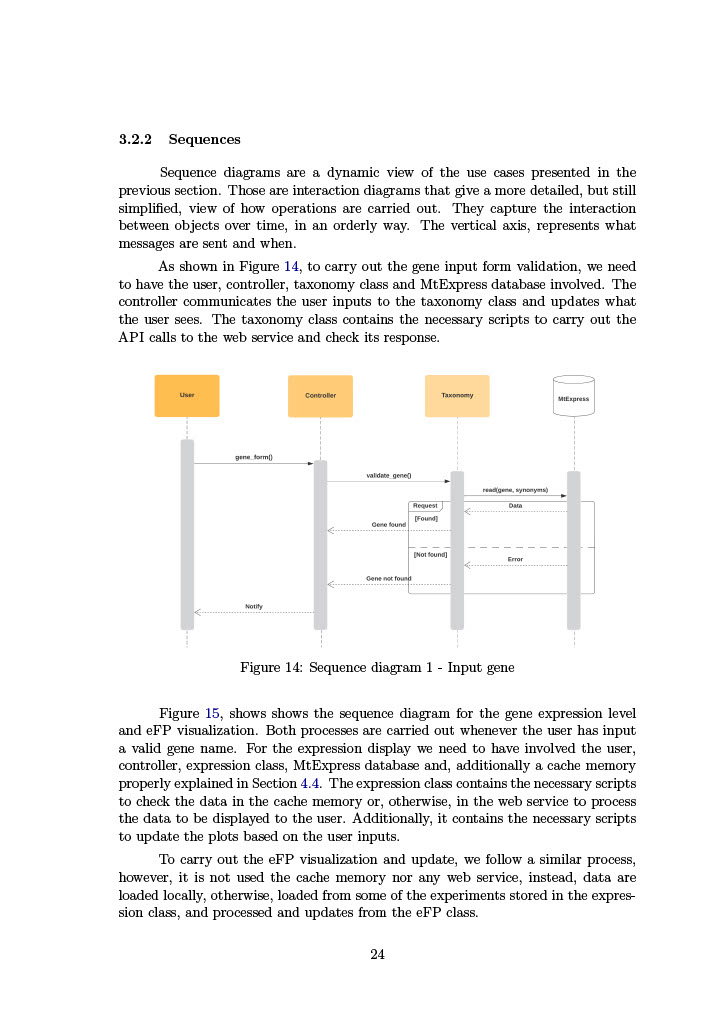 3.2.2 Sequences
Sequence diagrams are a dynamic view of the use cases presented in the
previous section. Those are interaction diagrams that give a more detailed, but still
simplified, view of how operations are carried out. They capture the interaction
between objects over time, in an orderly way. The vertical axis, represents what
messages are sent and when.
As shown in Figure 14, to carry out the gene input form validation, we need
to have the user, controller, taxonomy class and MtExpress database involved. The
controller communicates the user inputs to the taxonomy class and updates what
the user sees. The taxonomy class contains the necessary scripts to carry out the
API calls to the web service and check its response.
User
Controller
Taxonomy
MtExpress
gene_form()
validate_gene()
read(gene, synonyms)
Request
Data
[Found]
Gene found
[Not found]
Error
Gene not found
Notify
Figure 14: Sequence diagram 1 - Input gene
Figure 15, shows shows the sequence diagram for the gene expression level
and eFP visualization. Both processes are carried out whenever the user has input
a valid gene name. For the expression display we need to have involved the user,
controller, expression class, MtExpress database and, additionally a cache memory
properly explained in Section 4.4. The expression class contains the necessary scripts
to check the data in the cache memory or, otherwise, in the web service to process
the data to be displayed to the user. Additionally, it contains the necessary scripts
to update the plots based on the user inputs.
To carry out the eFP visualization and update, we follow a similar process,
however, it is not used the cache memory nor any web service, instead, data are
loaded locally, otherwise, loaded from some of the experiments stored in the expres-
sion class, and processed and updates from the eFP class.
24